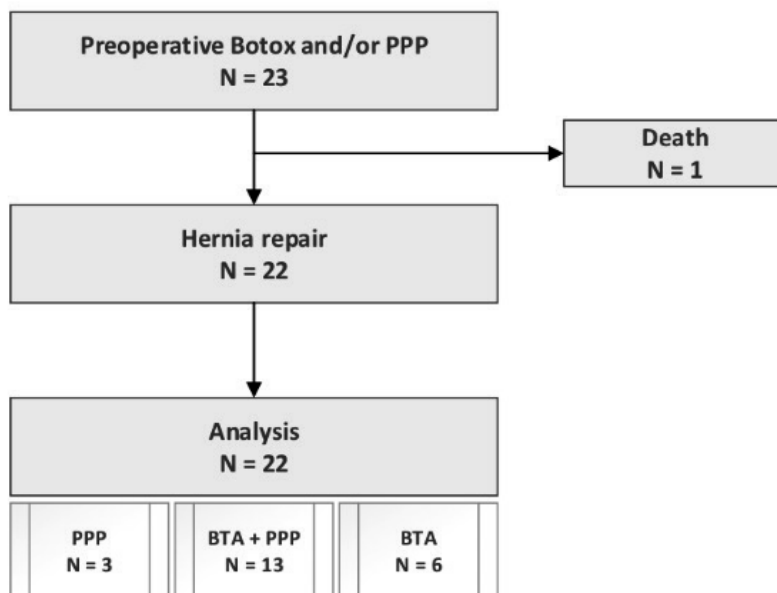 Preoperative Botox and/or PPP
N = 23
Death
N = 1
Hernia repair
N = 22
Analysis
N = 22
PPP
N = 3
BTA + PPP
N = 13
BTA
N = 6